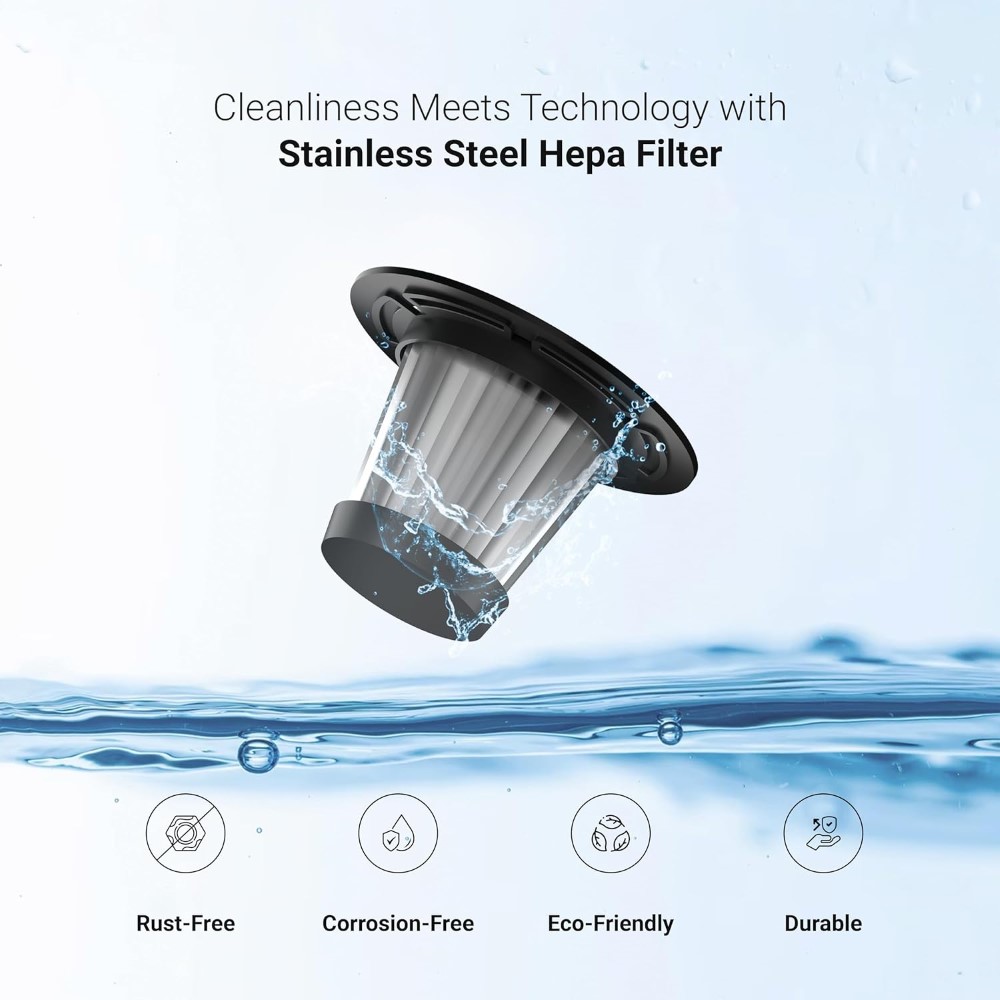 Cleanliness Meets Technology with
Stainless Steel Hepa Filter
Rust-Free
Corrosion-Free
Eco-Friendly
Durable